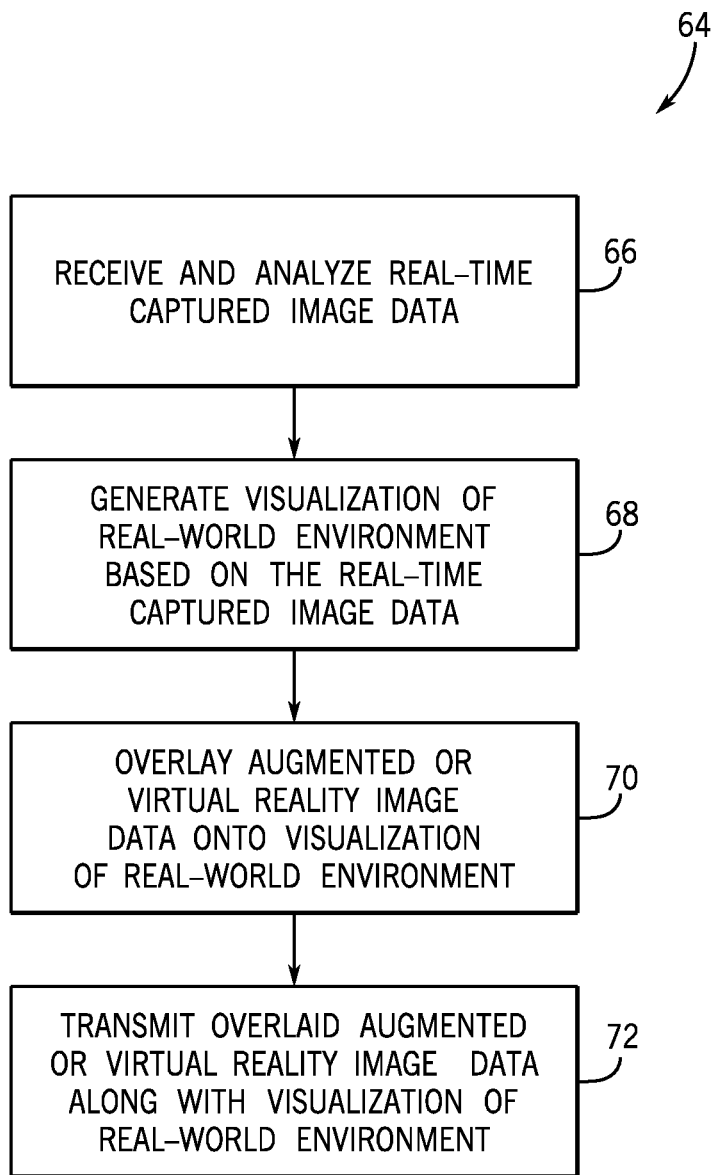 64
RECEIVE AND ANALYZE REAL–TIME
CAPTURED IMAGE DATA
66
GENERATE VISUALIZATION OF
REAL–WORLD ENVIRONMENT
BASED ON THE REAL–TIME
CAPTURED IMAGE DATA
68
OVERLAY AUGMENTED OR
VIRTUAL REALITY IMAGE
DATA ONTO VISUALIZATION
OF REAL–WORLD ENVIRONMENT
70
TRANSMIT OVERLAID AUGMENTED
OR VIRTUAL REALITY IMAGE DATA
ALONG WITH VISUALIZATION OF
REAL–WORLD ENVIRONMENT
72